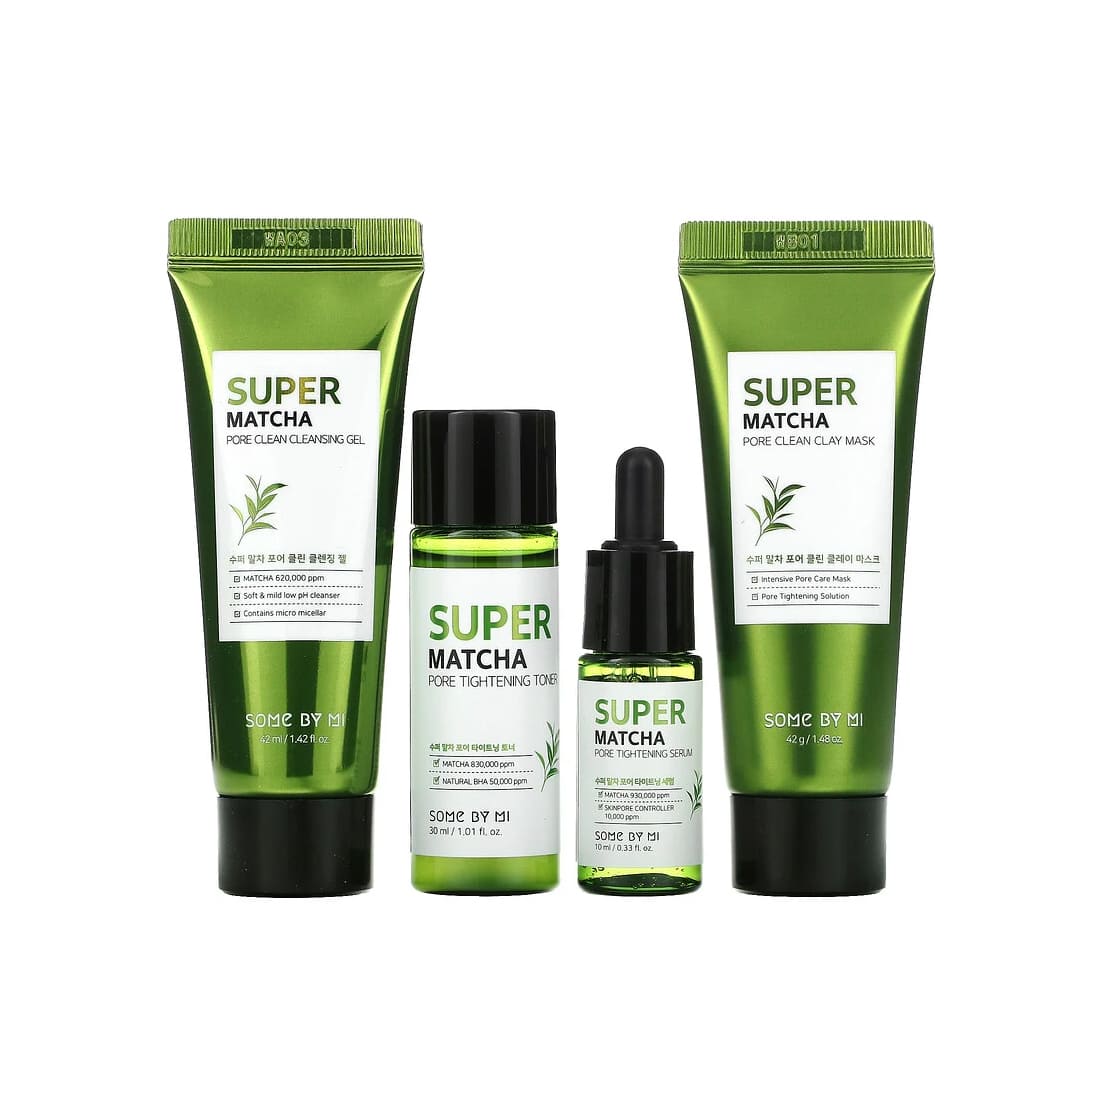 WA03
SUPER
MATCHA
PORE CLEAN CLEANSING GEL
수퍼 말차 포어 클린 클렌징 젤
MATCHA 620,000 ppm
Soft & mild low pH cleanser
Contains micro micellar
SOME BY MI
42 ml / 1.42 fl. oz.
SUPER
MATCHA
PORE TIGHTENING TONER
수퍼 말차 포어 타이트닝 토너
MATCHA 830,000 ppm
NATURAL BHA 50,000 ppm
SOME BY MI
30 ml / 1.01 fl. oz.
SUPER
MATCHA
PORE TIGHTENING SERUM
수퍼 말차 포어 타이트닝 세럼
MATCHA 930,000 ppm
SKINPORE CONTROLLER
10,000 ppm
SOME BY MI
10 ml / 0.33 fl. oz.
WB01
SUPER
MATCHA
PORE CLEAN CLAY MASK
수퍼 말차 포어 클린 클레이 마스크
Intensive Pore Care Mask
Pore Tightening Solution
SOME BY MI
42 g / 1.48 oz.